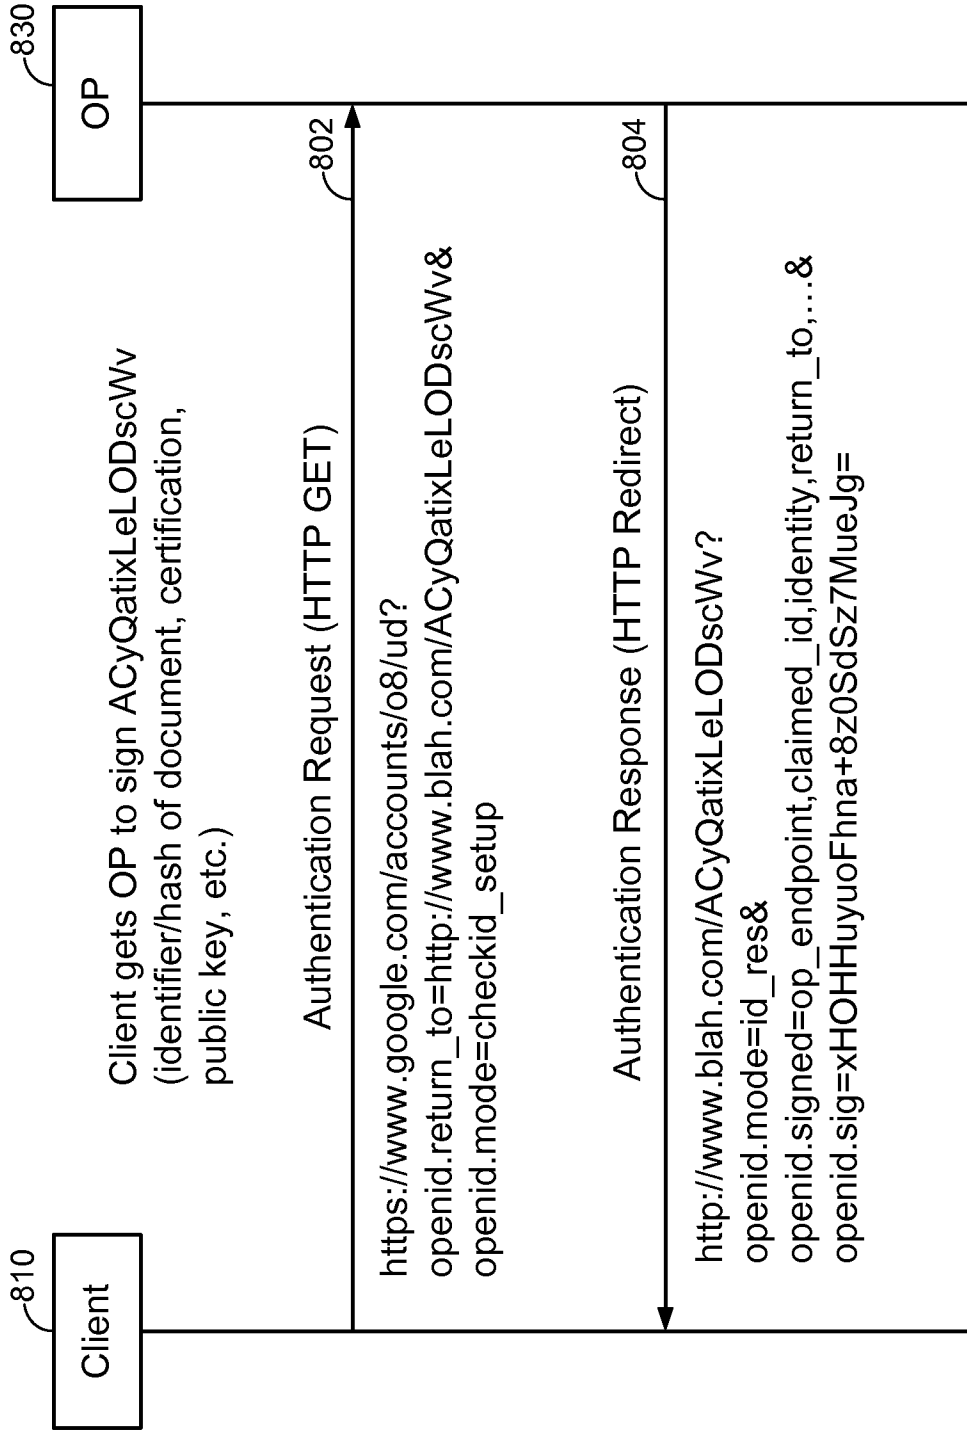 810
Client
830
OP
Client gets OP to sign ACyQatixLeLODscWv
(identifier/hash of document, certification,
public key, etc.)
Authentication Request (HTTP GET)
802
https://www.google.com/accounts/o8/ud?
openid.return_to=http://www.blah.com/ACyQatixLeLODscWv&
openid.mode=checkid_setup
Authentication Response (HTTP Redirect)
804
http://www.blah.com/ACyQatixLeLODscWv?
openid.mode=id_res&
openid.signed=op_endpoint,claimed_id,identity,return_to,...&
openid.sig=xHOHHuyuoFhna+8z0SdSz7MueJg=